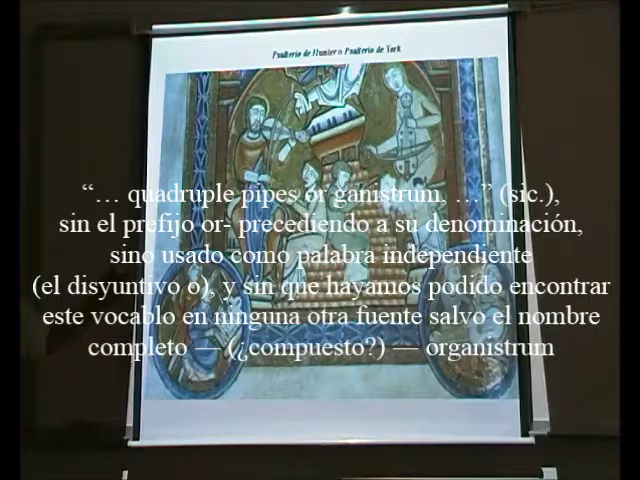 Psalterio de Hunter o Psalterio de York
“… quadruple pipes or ganistrum, …” (sic.),
sin el prefijo or- precediendo a su denominación,
sino usado como palabra independiente
(el disyuntivo o), y sin que hayamos podido encontrar
este vocablo en ninguna otra fuente salvo el nombre
completo — (¿compuesto?) — organistrum